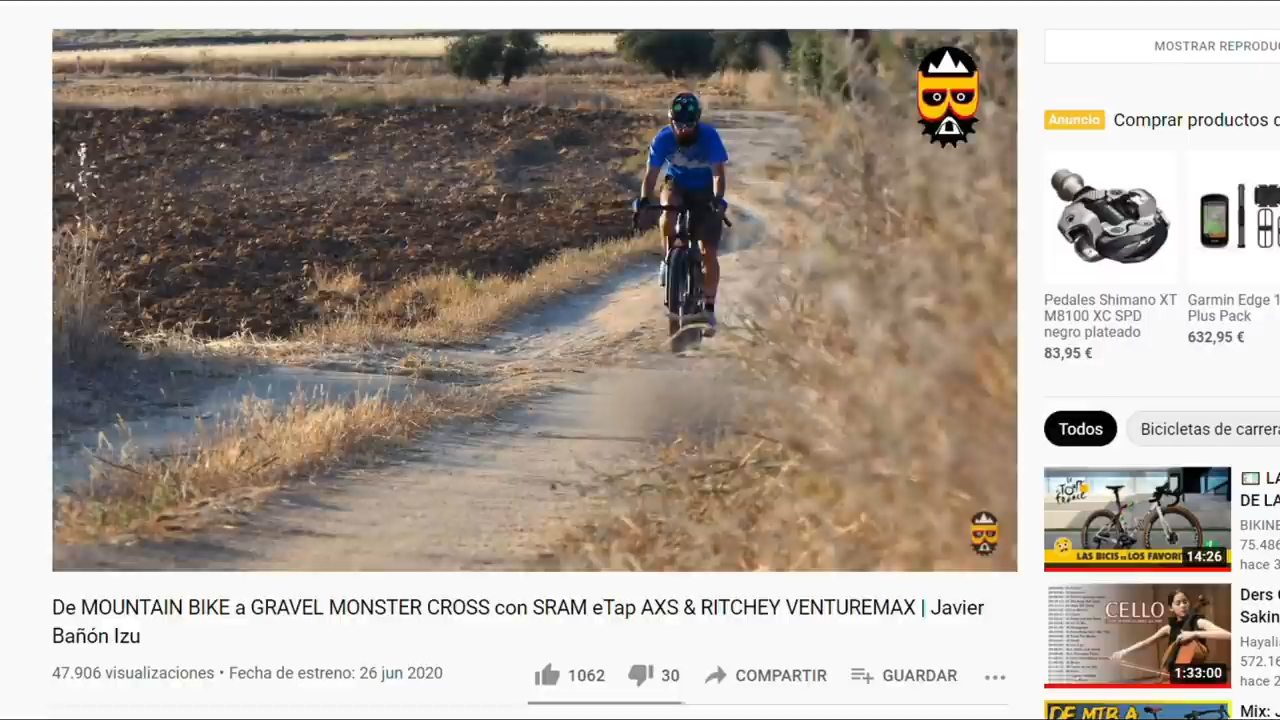 MOSTRAR REPRODU
Anuncio Comprar productos d
Pedales Shimano XT
M8100 XC SPD
negro plateado
83,95 €
Garmin Edge 1
Plus Pack
632,95 €
Todos Bicicletas de carrera
LA
DE LA
BIKINE
75.486
hace 3
LAS BICIS DE LOS FAVORIT
14:26
CELLO
1:33:00
Ders Ç
Sakin
Hayali
572.16
hace 2
DE MTB A
Mix: J
De MOUNTAIN BIKE a GRAVEL MONSTER CROSS con SRAM eTap AXS & RITCHEY VENTUREMAX | Javier
Bañón Izu
47.906 visualizaciones • Fecha de estreno: jun 2020
1062 30 COMPARTIR GUARDAR